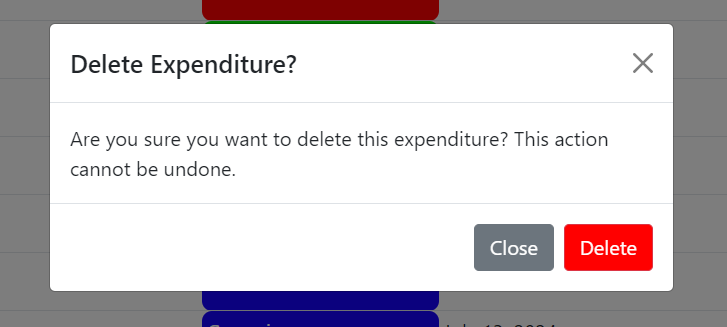 Delete Expenditure?
Are you sure you want to delete this expenditure? This action
cannot be undone.
Close
Delete